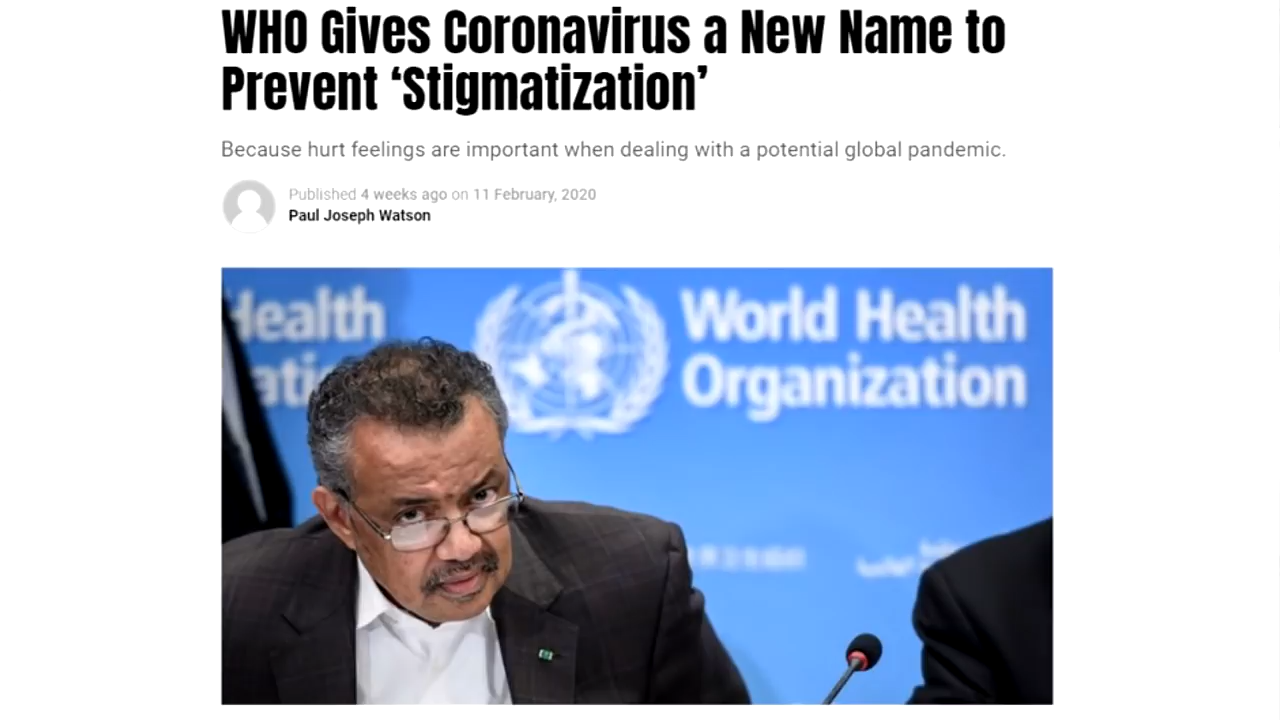 WHO Gives Coronavirus a New Name to
Prevent ‘Stigmatization’
Because hurt feelings are important when dealing with a potential global pandemic.
Published 4 weeks ago on 11 February, 2020
Paul Joseph Watson
Health
World Health
Organization